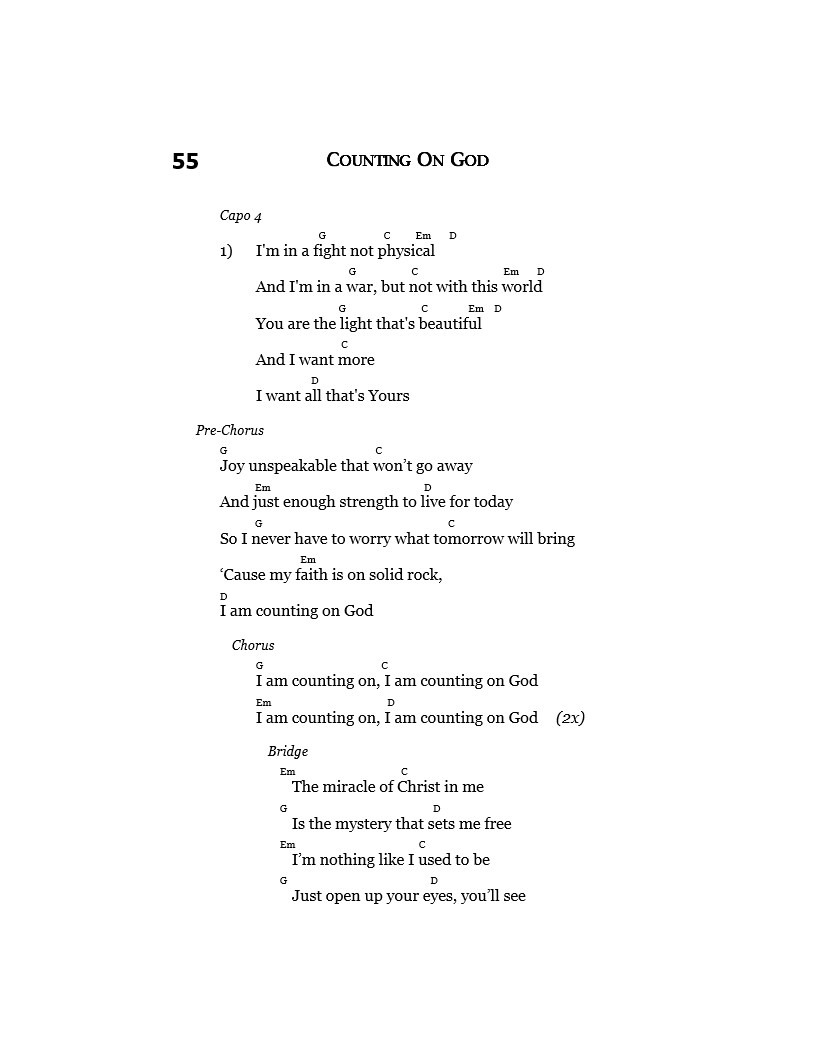 55 COUNTING ON GOD
Capo 4
G C Em D
1) I'm in a fight not physical
G C Em D
And I'm in a war, but not with this world
G C Em D
You are the light that's beautiful
C
And I want more
D
I want all that's Yours
Pre-Chorus
G C
Joy unspeakable that won’t go away
Em D
And just enough strength to live for today
G C
So I never have to worry what tomorrow will bring
Em
‘Cause my faith is on solid rock,
D
I am counting on God
Chorus
G C
I am counting on, I am counting on God
Em D
I am counting on, I am counting on God (2x)
Bridge
Em C
The miracle of Christ in me
G D
Is the mystery that sets me free
Em C
I’m nothing like I used to be
G D
Just open up your eyes, you’ll see